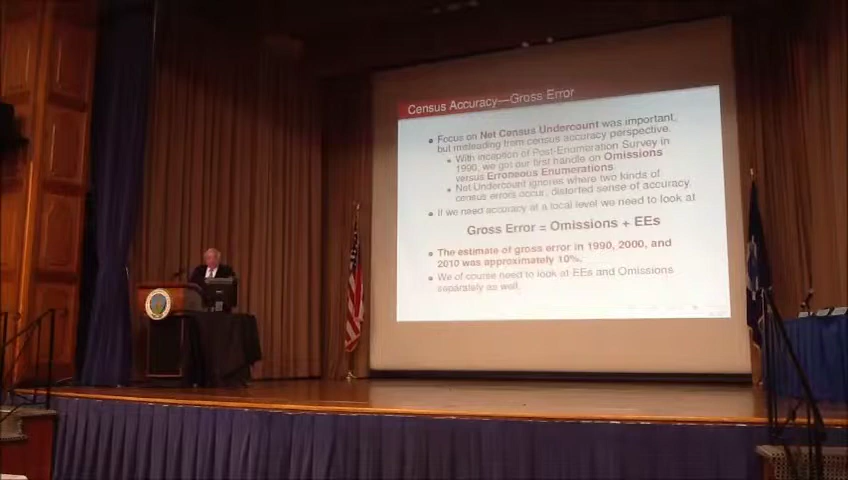 Census Accuracy—Gross Error
• Focus on Net Census Undercount was important,
but misleading from census accuracy perspective.
• With inception of Post-Enumeration Survey in
1990, we got our first handle on Omissions
versus Erroneous Enumerations
• Net Undercount ignores where two kinds of
census errors occur, distorted sense of accuracy.
• If we need accuracy at a local level we need to look at
Gross Error = Omissions + EEs
• The estimate of gross error in 1990, 2000, and
2010 was approximately 10%.
• We of course need to look at EEs and Omissions
separately as well.